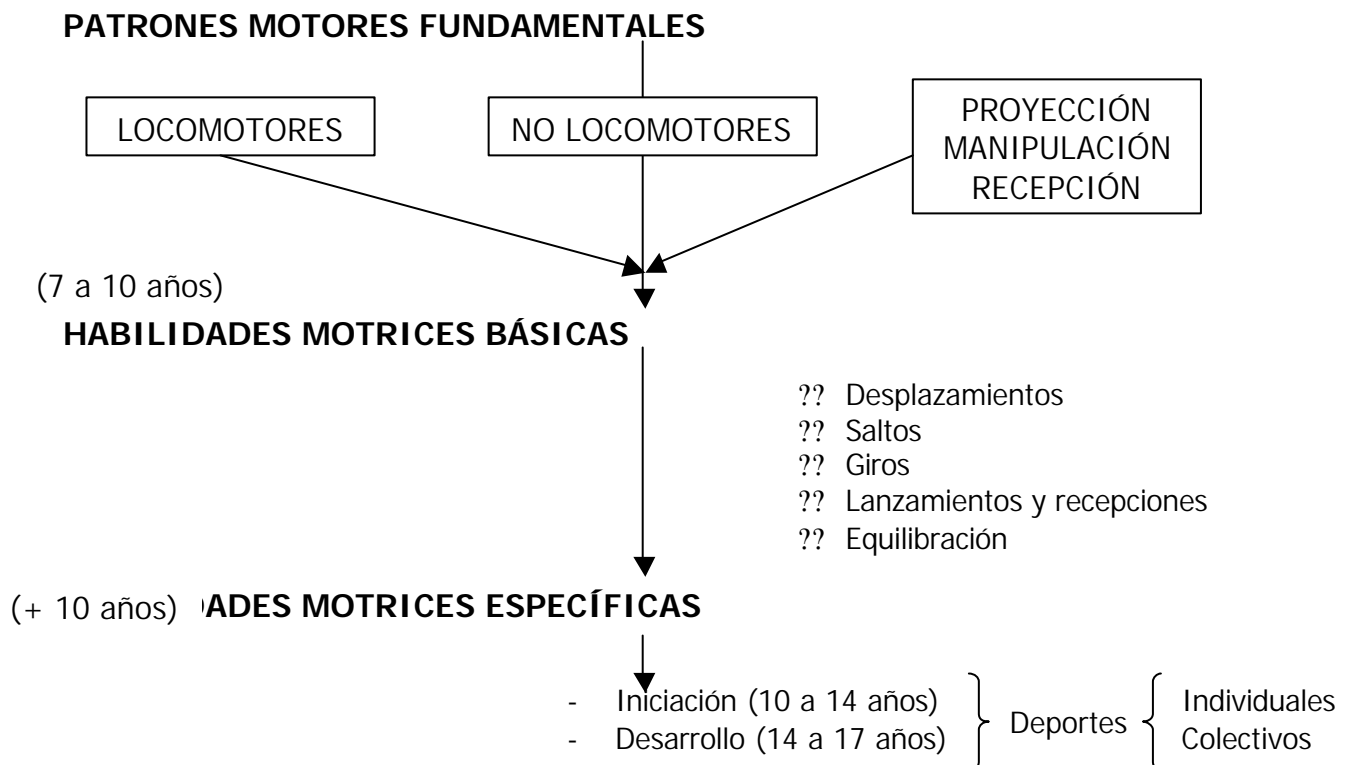 PATRONES MOTORES FUNDAMENTALES
LOCOMOTORES
NO LOCOMOTORES
PROYECCIÓN
MANIPULACIÓN
RECEPCIÓN
(7 a 10 años)
HABILIDADES MOTRICES BÁSICAS
?? Desplazamientos
?? Saltos
?? Giros
?? Lanzamientos y recepciones
?? Equilibración
(+ 10 años) DADES MOTRICES ESPECÍFICAS
- Iniciación (10 a 14 años)
- Desarrollo (14 a 17 años)
Deportes
Individuales
Colectivos